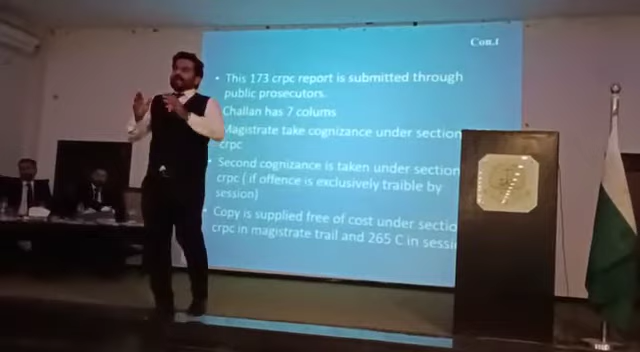 Con.t
• This 173 crpc report is submitted through
public prosecutors.
Challan has 7 colums
Magistrate take cognizance under section
crpc
• Second cognizance is taken under section
crpc ( if offence is exclusively traible by
session)
• Copy is supplied free of cost under sectio
crpc in magistrate trail and 265 C in sessi